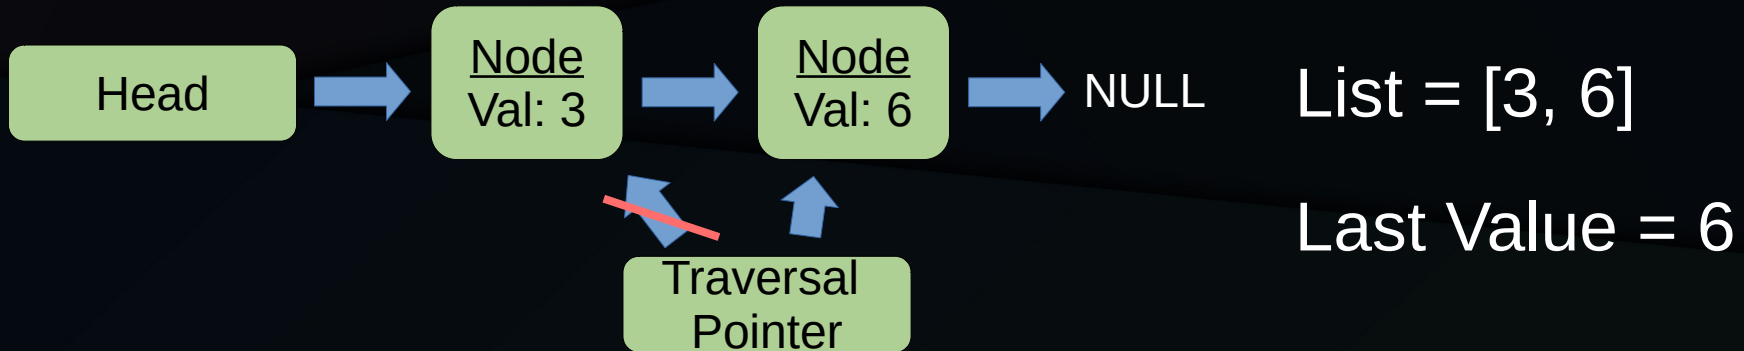 Head
Node
Val: 3
Node
Val: 6
NULL
List = [3, 6]
Last Value = 6
Traversal
Pointer